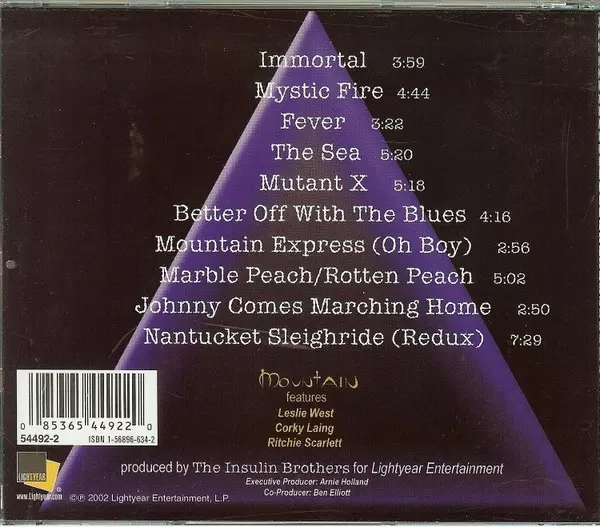 Immortal 3:59
Mystic Fire 4:44
Fever 3:22
The Sea 5:20
Mutant X 5:18
Better Off With The Blues 4:16
Mountain Express (Oh Boy) 2:56
Marble Peach/Rotten Peach 5:02
Johnny Comes Marching Home 2:50
Nantucket Sleighride (Redux) 7:29
MOUNTAIN
features
Leslie West
Corky Laing
Ritchie Scarlett
0 85365 44922 0
54492-2 ISBN 1-56896-634-2
produced by The Insulin Brothers for Lightyear Entertainment
Executive Producer: Arnie Holland
Co-Producer: Ben Elliott
LIGHTYEAR
www.Lightyear.com
©℗ 2002 Lightyear Entertainment, L.P.